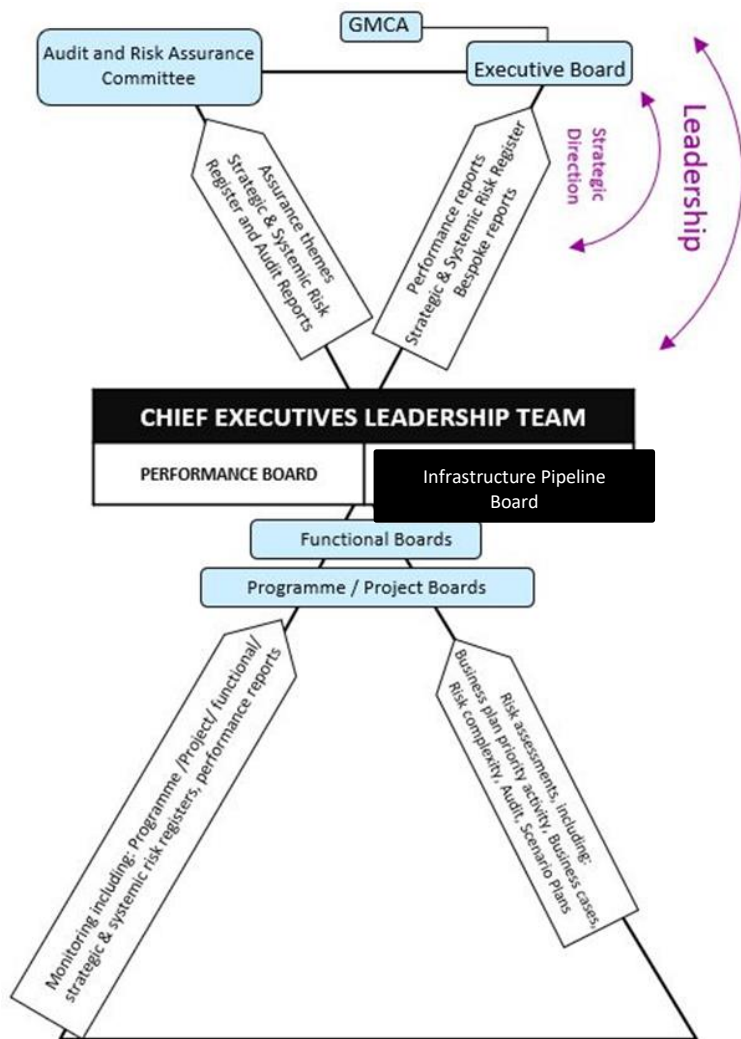 GMCA
Audit and Risk Assurance
Committee
Executive Board
Leadership
Strategic
Direction
Assurance themes
Strategic & Systemic Risk
Register and Audit Reports
Performance reports
Strategic & Systemic Risk Register
Bespoke reports
CHIEF EXECUTIVES LEADERSHIP TEAM
PERFORMANCE BOARD
Infrastructure Pipeline
Board
Functional Boards
Programme / Project Boards
Monitoring including: Programme /Project/ functional/
strategic & systemic risk registers, performance reports
Risk assessments, including:
Business plan priority activity, Business cases,
Risk complexity, Audit, Scenario Plans